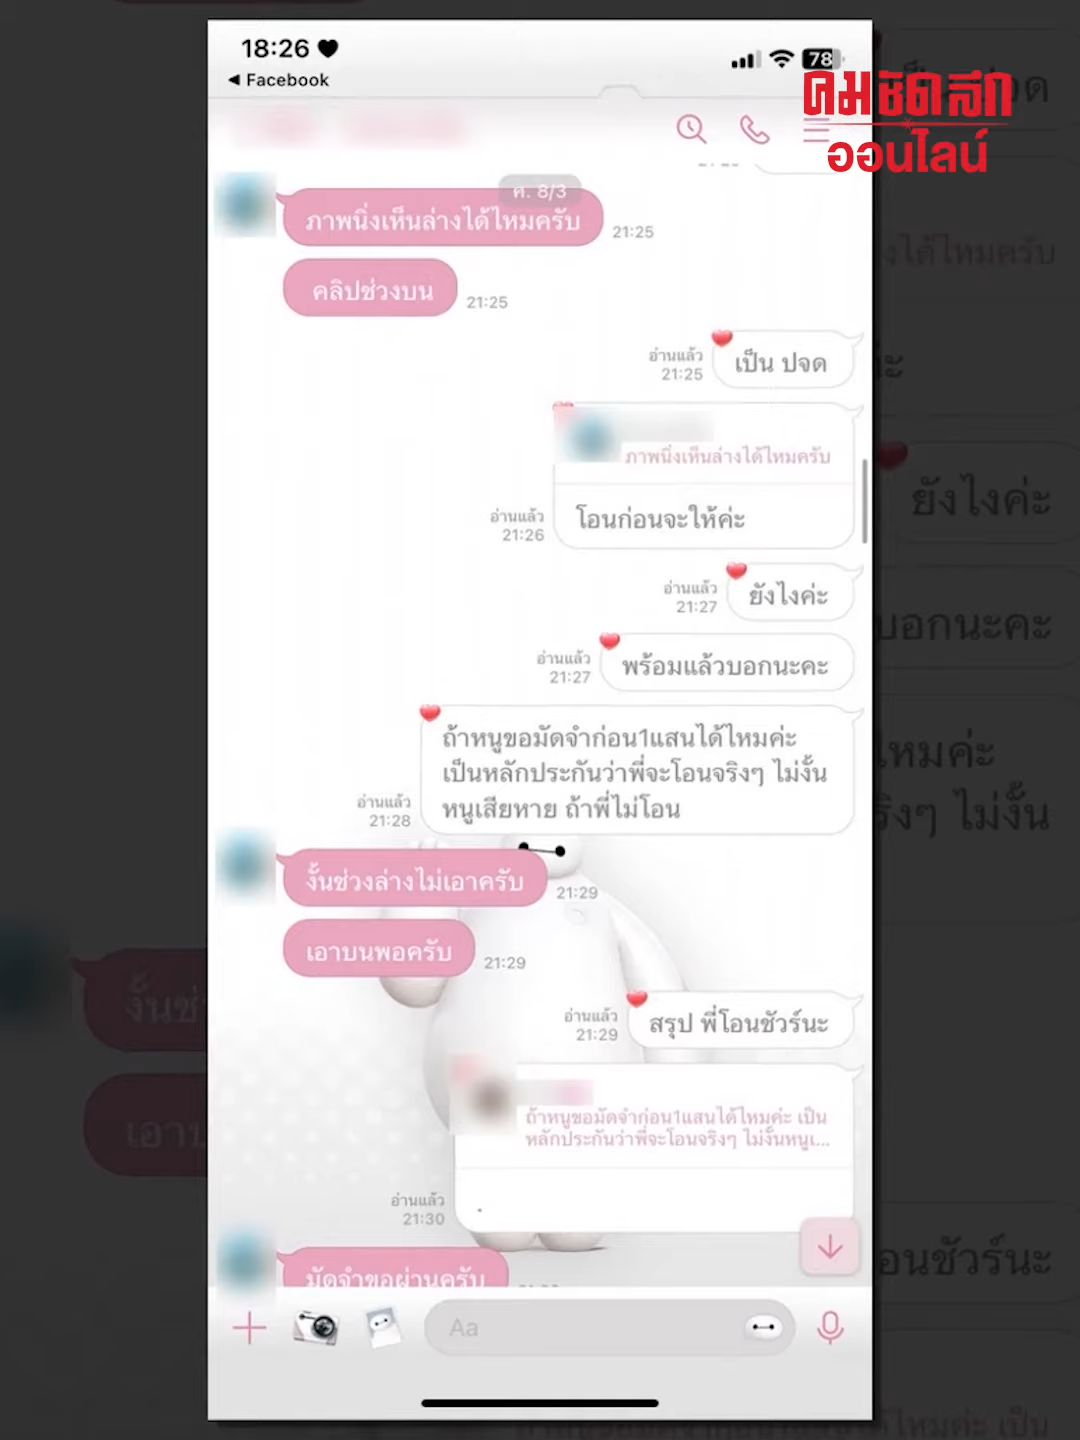 18:26
Facebook
78
คมชัดลึก
ออนไลน์
ศ. 8/3
ภาพนิ่งเห็นล่างได้ไหมครับ
21:25
คลิปช่วงบน
21:25
เป็น ปจด
อ่านแล้ว
21:25
ภาพนิ่งเห็นล่างได้ไหมครับ
โอนก่อนจะให้ค่ะ
อ่านแล้ว
21:26
ยังไงค่ะ
อ่านแล้ว
21:27
พร้อมแล้วบอกนะคะ
อ่านแล้ว
21:27
ถ้าหนูขอมัดจำก่อน1แสนได้ไหมค่ะ
เป็นหลักประกันว่าพี่จะโอนจริงๆ ไม่งั้น
หนูเสียหาย ถ้าพี่ไม่โอน
อ่านแล้ว
21:28
งั้นช่วงล่างไม่เอาครับ
21:29
เอาบนพอครับ
21:29
สรุป พี่โอนชัวร์นะ
อ่านแล้ว
21:29
ถ้าหนูขอมัดจำก่อน1แสนได้ไหมค่ะ เป็น
หลักประกันว่าพี่จะโอนจริงๆ ไม่งั้นหนูเ...
.
อ่านแล้ว
21:30
มัดจำขอผ่านครับ
Aa